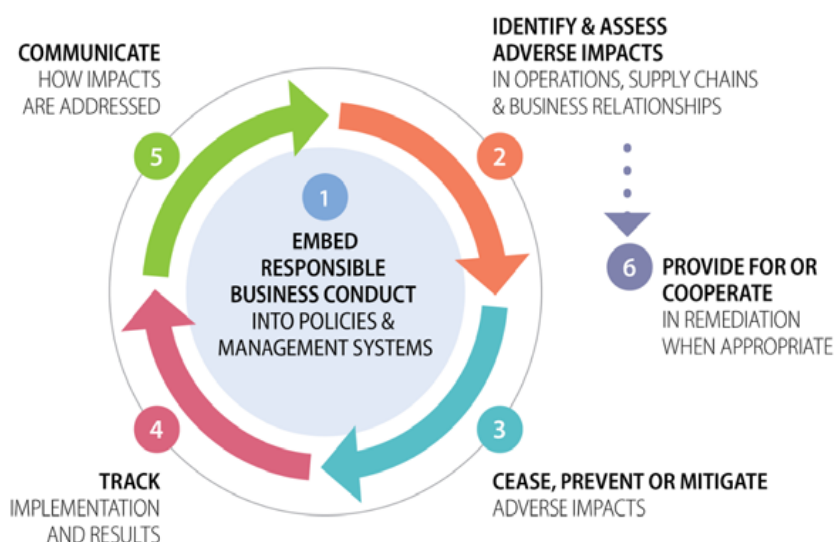 1
EMBED
RESPONSIBLE
BUSINESS CONDUCT
INTO POLICIES &
MANAGEMENT SYSTEMS
2
IDENTIFY & ASSESS
ADVERSE IMPACTS
IN OPERATIONS, SUPPLY CHAINS
& BUSINESS RELATIONSHIPS
3
CEASE, PREVENT OR MITIGATE
ADVERSE IMPACTS
4
TRACK
IMPLEMENTATION
AND RESULTS
5
COMMUNICATE
HOW IMPACTS
ARE ADDRESSED
6
PROVIDE FOR OR
COOPERATE
IN REMEDIATION
WHEN APPROPRIATE